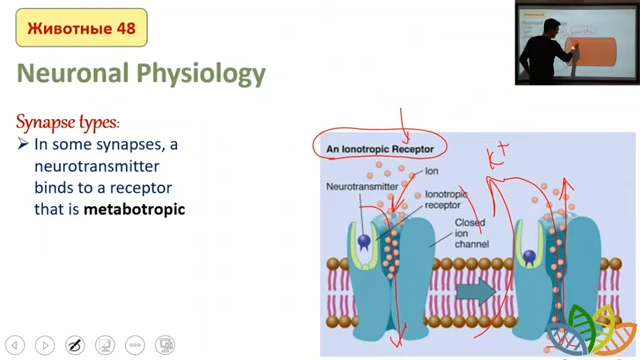 Животные 48
Neuronal Physiology
Synapse types:
In some synapses, a
neurotransmitter
binds to a receptor
that is metabotropic
An Ionotropic Receptor
K+
Ion
Neurotransmitter
Ionotropic
receptor
Closed
ion
channel